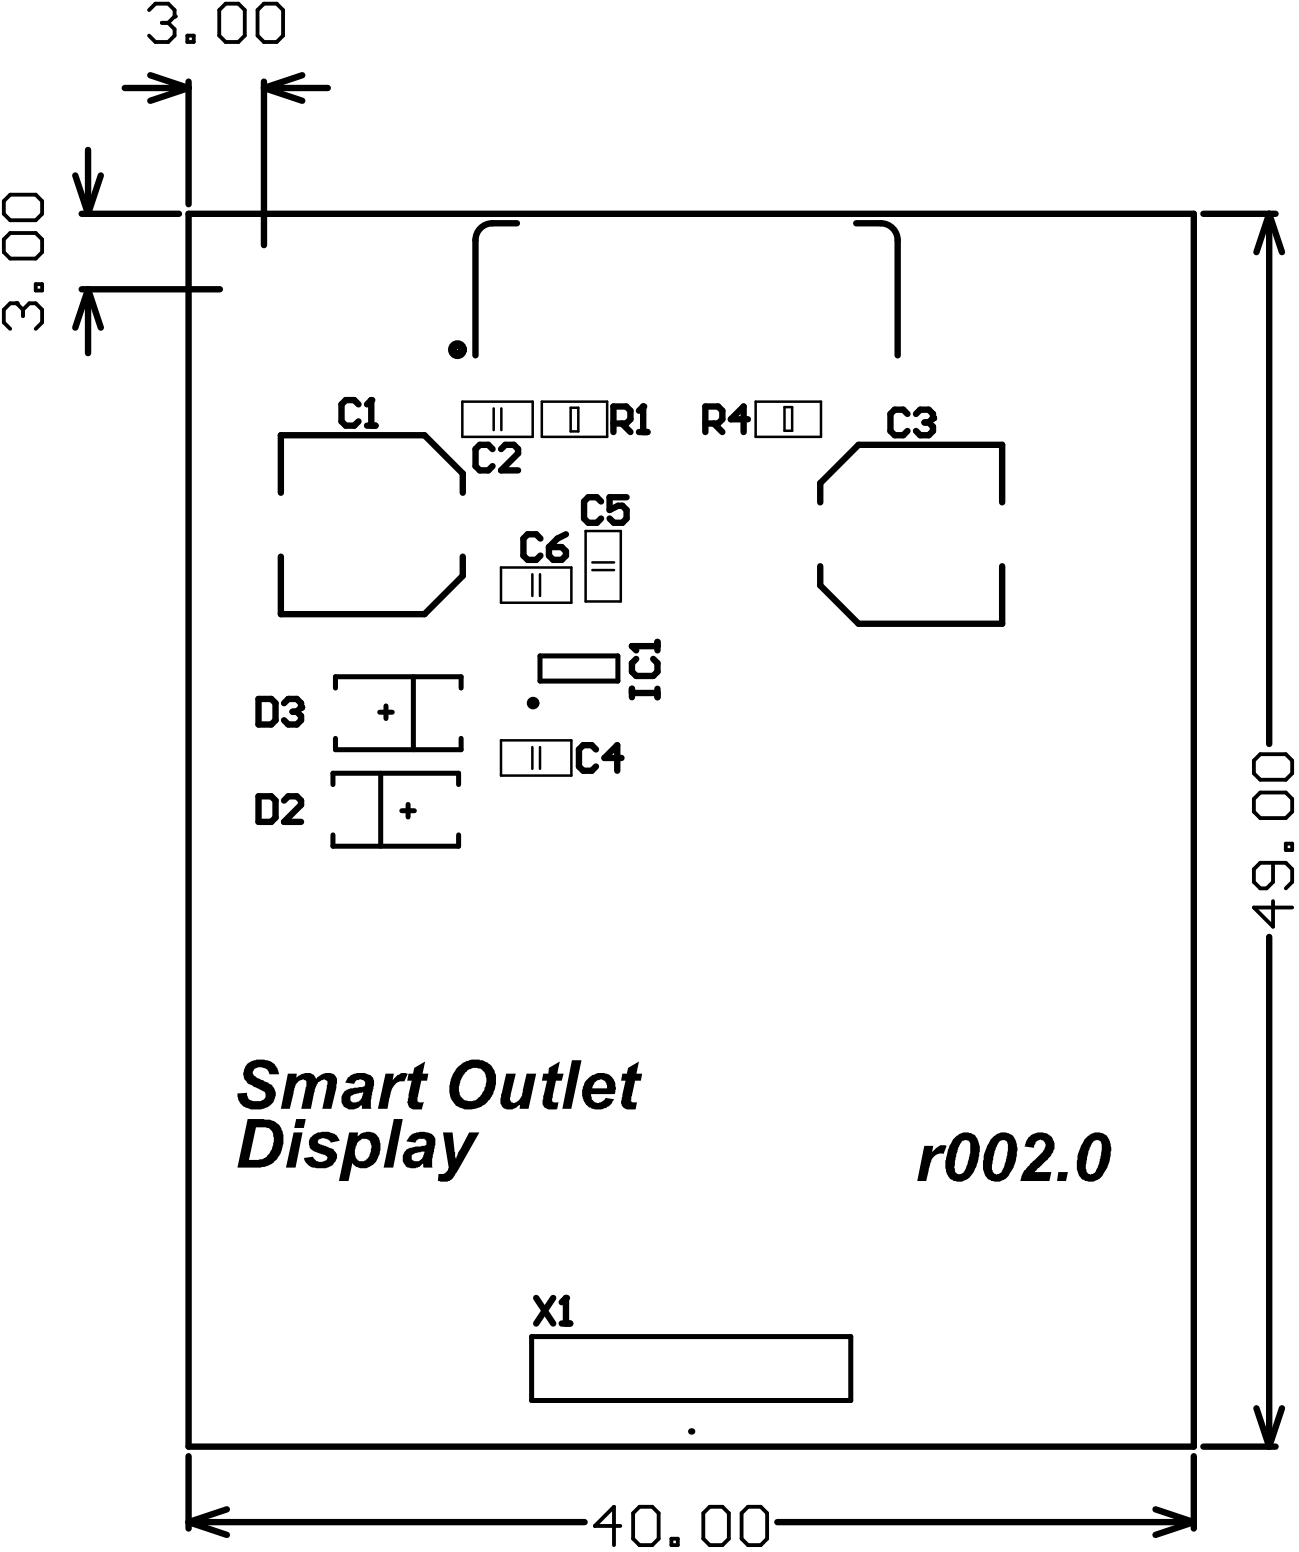 3.00
3.00
C1
R1
R4
C3
C2
C5
C6
IC1
D3
C4
D2
49.00
Smart Outlet
Display
r002.0
X1
40.00